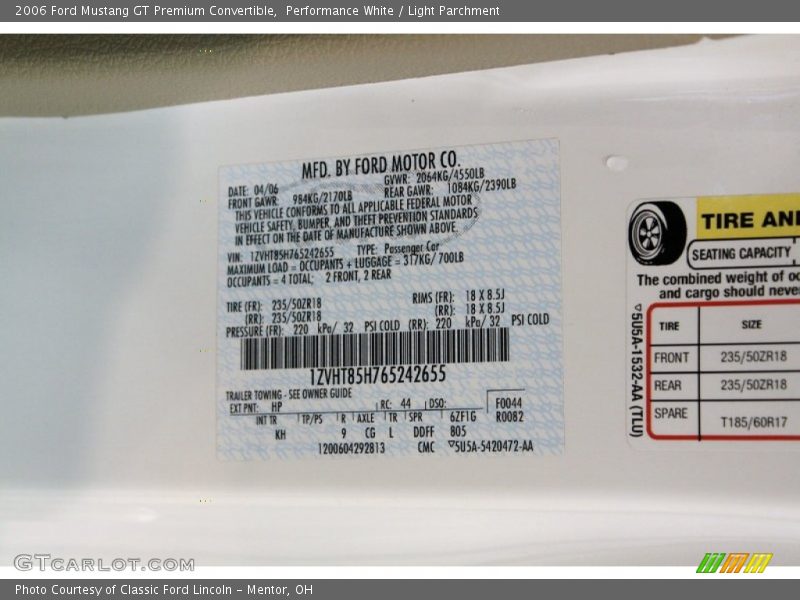 2006 Ford Mustang GT Premium Convertible,  Performance White / Light Parchment
MFD. BY FORD MOTOR CO.
DATE: 04/06 GVWR: 2064KG/4550LB
FRONT GAWR: 984KG/2170LB REAR GAWR: 1084KG/2390LB
THIS VEHICLE CONFORMS TO ALL APPLICABLE FEDERAL MOTOR
VEHICLE SAFETY, BUMPER, AND THEFT PREVENTION STANDARDS
IN EFFECT ON THE DATE OF MANUFACTURE SHOWN ABOVE.
VIN: 1ZVHT85H765242655 TYPE: Passenger Car
MAXIMUM LOAD = OCCUPANTS + LUGGAGE = 317KG/ 700LB
OCCUPANTS = 4 TOTAL; 2 FRONT, 2 REAR
TIRE (FR): 235/50ZR18 RIMS (FR): 18 X 8.5J
(RR): 235/50ZR18 (RR): 18 X 8.5J
PRESSURE (FR): 220 kPa/ 32 PSI COLD (RR): 220 kPa/ 32 PSI COLD
1ZVHT85H765242655
TRAILER TOWING - SEE OWNER GUIDE
EXT PNT: HP RC: 44 DSO: F0044
INT TR TP/PS R AXLE TR SPR 6ZF1G R0082
KH 9 CG L DDFF 805
1200604292813 CMC ▽5U5A-5420472-AA
TIRE AN
SEATING CAPACITY
The combined weight of oc
and cargo should never
TIRE SIZE
FRONT 235/50ZR18
REAR 235/50ZR18
SPARE T185/60R17
▽5U5A-1532-AA (TLU)
GTCARLOT.COM
Photo Courtesy of Classic Ford Lincoln - Mentor, OH